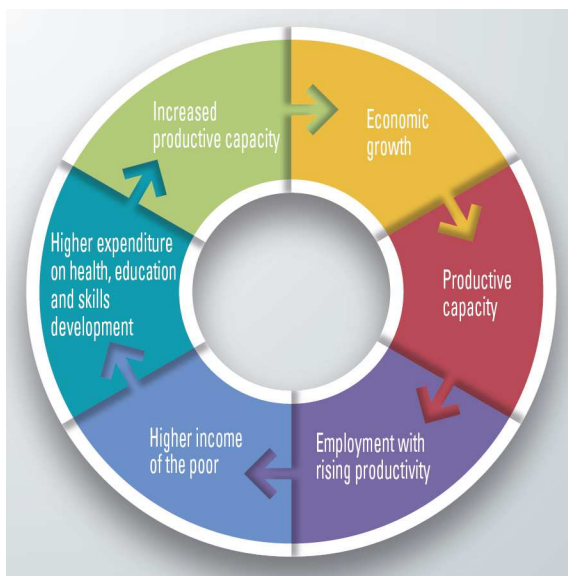 Increased
productive capacity
Economic
growth
Productive
capacity
Employment with
rising productivity
Higher income
of the poor
Higher expenditure
on health, education
and skills
development